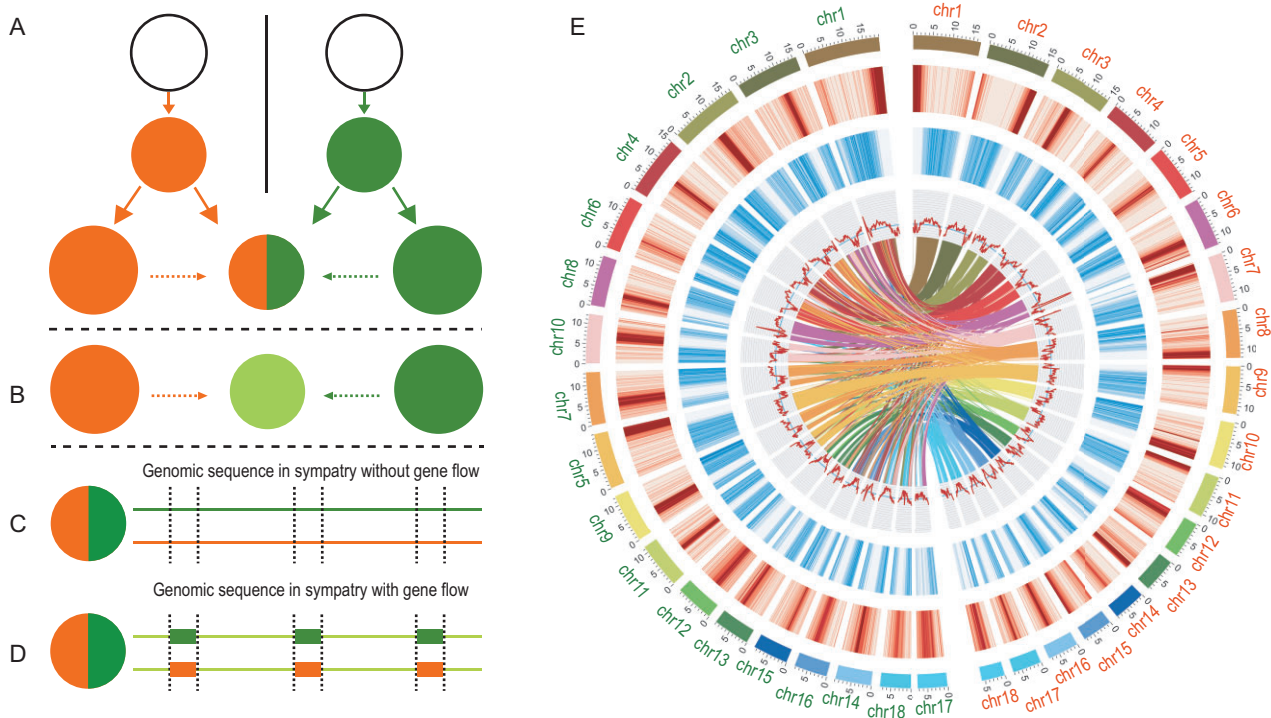 A
B
C
D
E
Genomic sequence in sympatry without gene flow
Genomic sequence in sympatry with gene flow
chr1
chr2
chr3
chr4
chr5
chr6
chr7
chr8
chr9
chr10
chr11
chr12
chr13
chr14
chr15
chr16
chr17
chr18
chr17
chr18
chr14
chr16
chr15
chr13
chr12
chr11
chr9
chr5
chr7
chr10
chr8
chr6
chr4
chr2
chr3
chr1